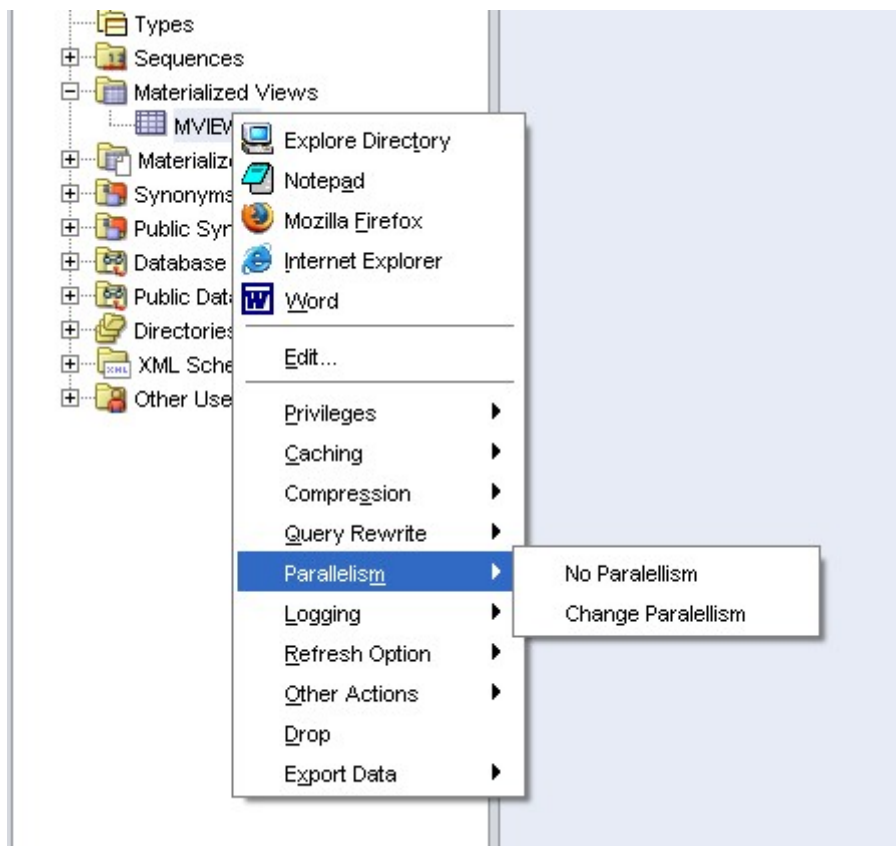 Types
Sequences
Materialized Views
MVIEW
Materializ
Synonyms
Public Syn
Database
Public Data
Directories
XML Sche
Other Use
Explore Directory
Notepad
Mozilla Firefox
Internet Explorer
Word
Edit...
Privileges
Caching
Compression
Query Rewrite
Parallelism
Logging
Refresh Option
Other Actions
Drop
Export Data
No Paralellism
Change Paralellism